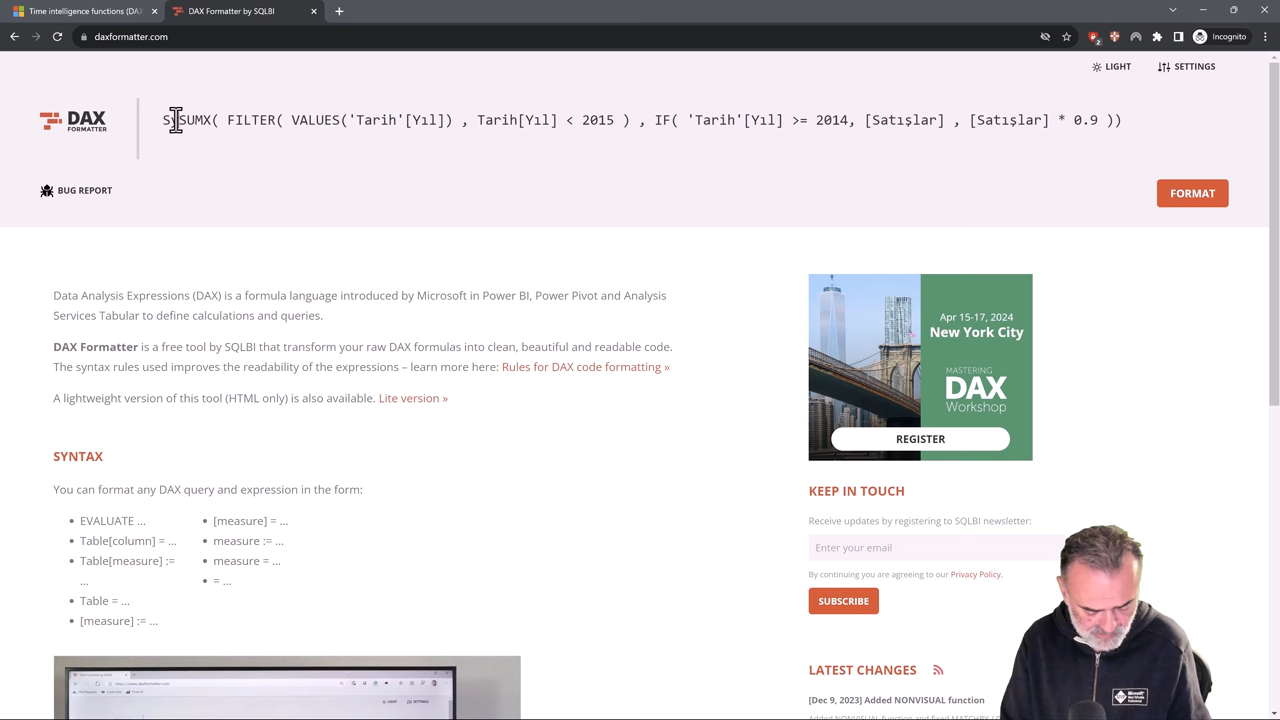 Time intelligence functions (DA
DAX Formatter by SQLBI
daxformatter.com
2
Incognito
LIGHT
SETTINGS
DAX
FORMATTER
SYSUMX( FILTER( VALUES('Tarih'[Yıl]) , Tarih[Yıl] < 2015 ) , IF( 'Tarih'[Yıl] >= 2014, [Satışlar] , [Satışlar] * 0.9 ))
BUG REPORT
FORMAT
Data Analysis Expressions (DAX) is a formula language introduced by Microsoft in Power BI, Power Pivot and Analysis
Services Tabular to define calculations and queries.
DAX Formatter is a free tool by SQLBI that transform your raw DAX formulas into clean, beautiful and readable code.
The syntax rules used improves the readability of the expressions – learn more here: Rules for DAX code formatting »
A lightweight version of this tool (HTML only) is also available. Lite version »
SYNTAX
You can format any DAX query and expression in the form:
• EVALUATE ...
• Table[column] = ...
• Table[measure] :=
...
• Table = ...
• [measure] := ...
• [measure] = ...
• measure := ...
• measure = ...
• = ...
Apr 15-17, 2024
New York City
MASTERING
DAX
Workshop
REGISTER
KEEP IN TOUCH
Receive updates by registering to SQLBI newsletter:
Enter your email
By continuing you are agreeing to our Privacy Policy.
SUBSCRIBE
LATEST CHANGES
[Dec 9, 2023] Added NONVISUAL function